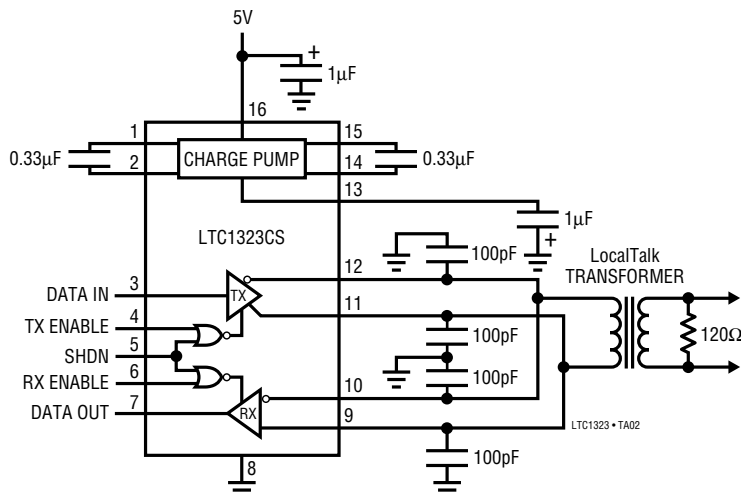 5V
+
1µF
16
1
15
0.33µF
CHARGE PUMP
0.33µF
2
14
13
1µF
+
LTC1323CS
100pF
LocalTalk
TRANSFORMER
12
DATA IN
3
TX
11
TX ENABLE
4
100pF
120Ω
SHDN
5
100pF
RX ENABLE
6
10
DATA OUT
7
RX
9
LTC1323 • TA02
100pF
8